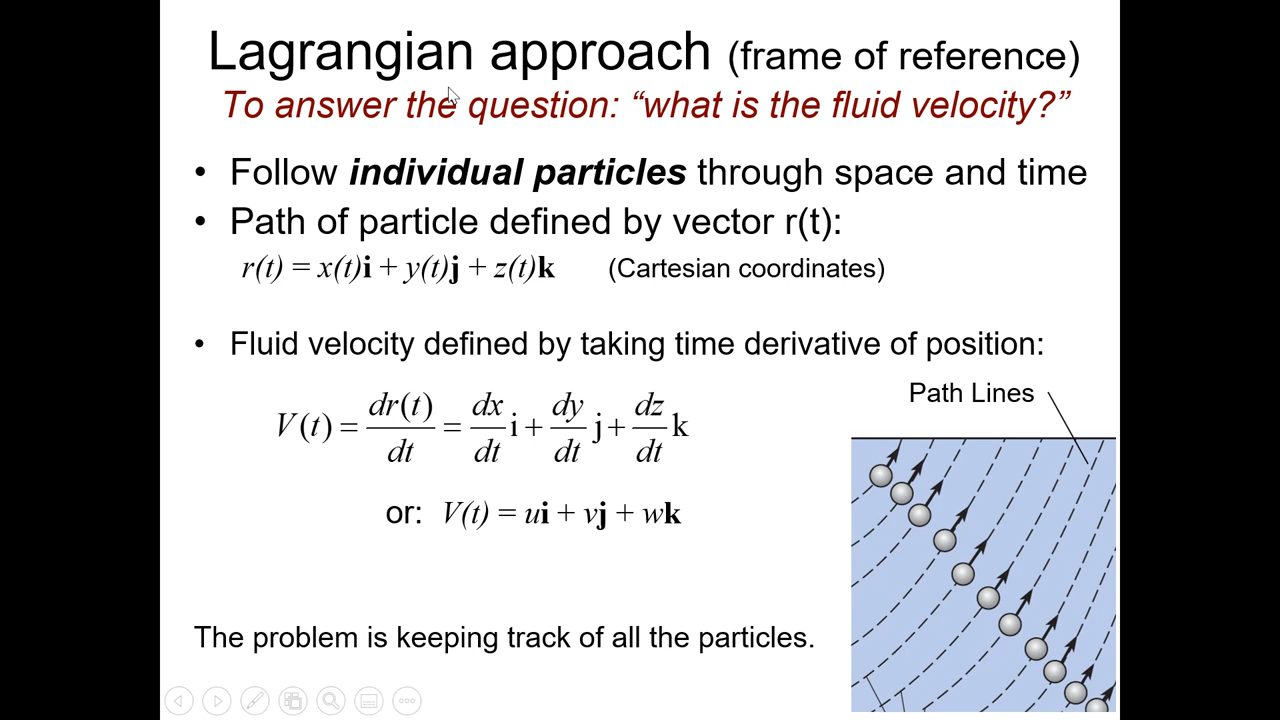 Lagrangian approach (frame of reference)
To answer the question: “what is the fluid velocity?”
• Follow individual particles through space and time
• Path of particle defined by vector r(t):
r(t) = x(t)i + y(t)j + z(t)k (Cartesian coordinates)
• Fluid velocity defined by taking time derivative of position:
V(t) = dr(t)/dt = dx/dt i + dy/dt j + dz/dt k
or: V(t) = ui + vj + wk
Path Lines
The problem is keeping track of all the particles.